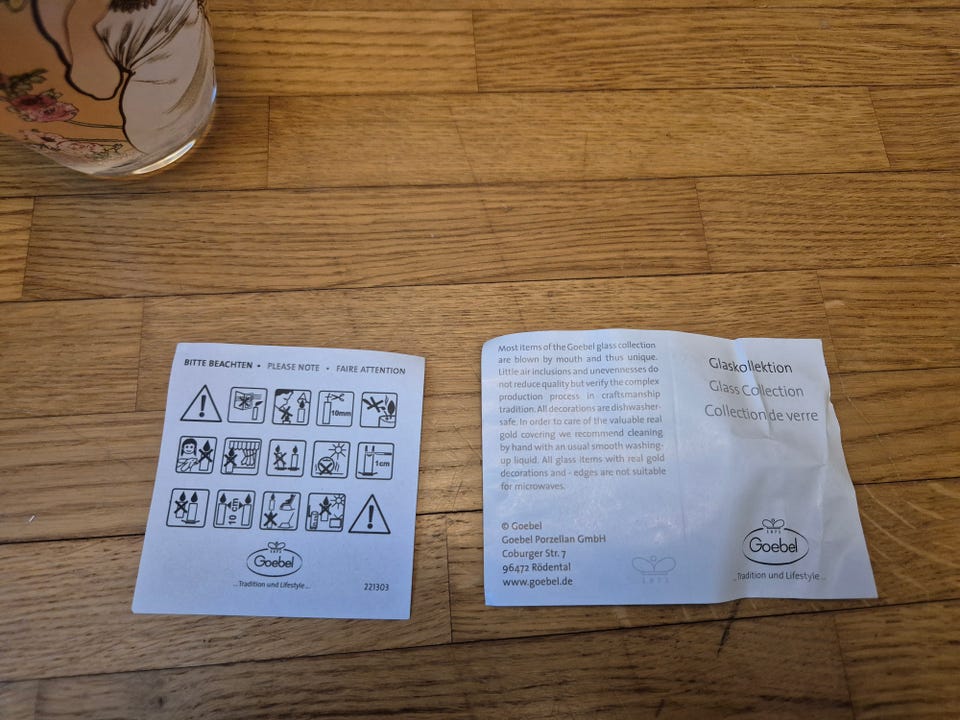 BITTE BEACHTEN • PLEASE NOTE • FAIRE ATTENTION
10mm
1cm
10 cm
1871
Goebel
...Tradition und Lifestyle...
221303
Most items of the Goebel glass collection
are blown by mouth and thus unique.
Little air inclusions and unevennesses do
not reduce quality but verify the complex
production process in craftsmanship
tradition. All decorations are dishwasher-
safe. In order to care of the valuable real
gold covering we recommend cleaning
by hand with an usual smooth washing-
up liquid. All glass items with real gold
decorations and - edges are not suitable
for microwaves.
© Goebel
Goebel Porzellan GmbH
Coburger Str. 7
96472 Rödental
www.goebel.de
1871
Glaskollektion
Glass Collection
Collection de verre
1871
Goebel
...Tradition und Lifestyle...